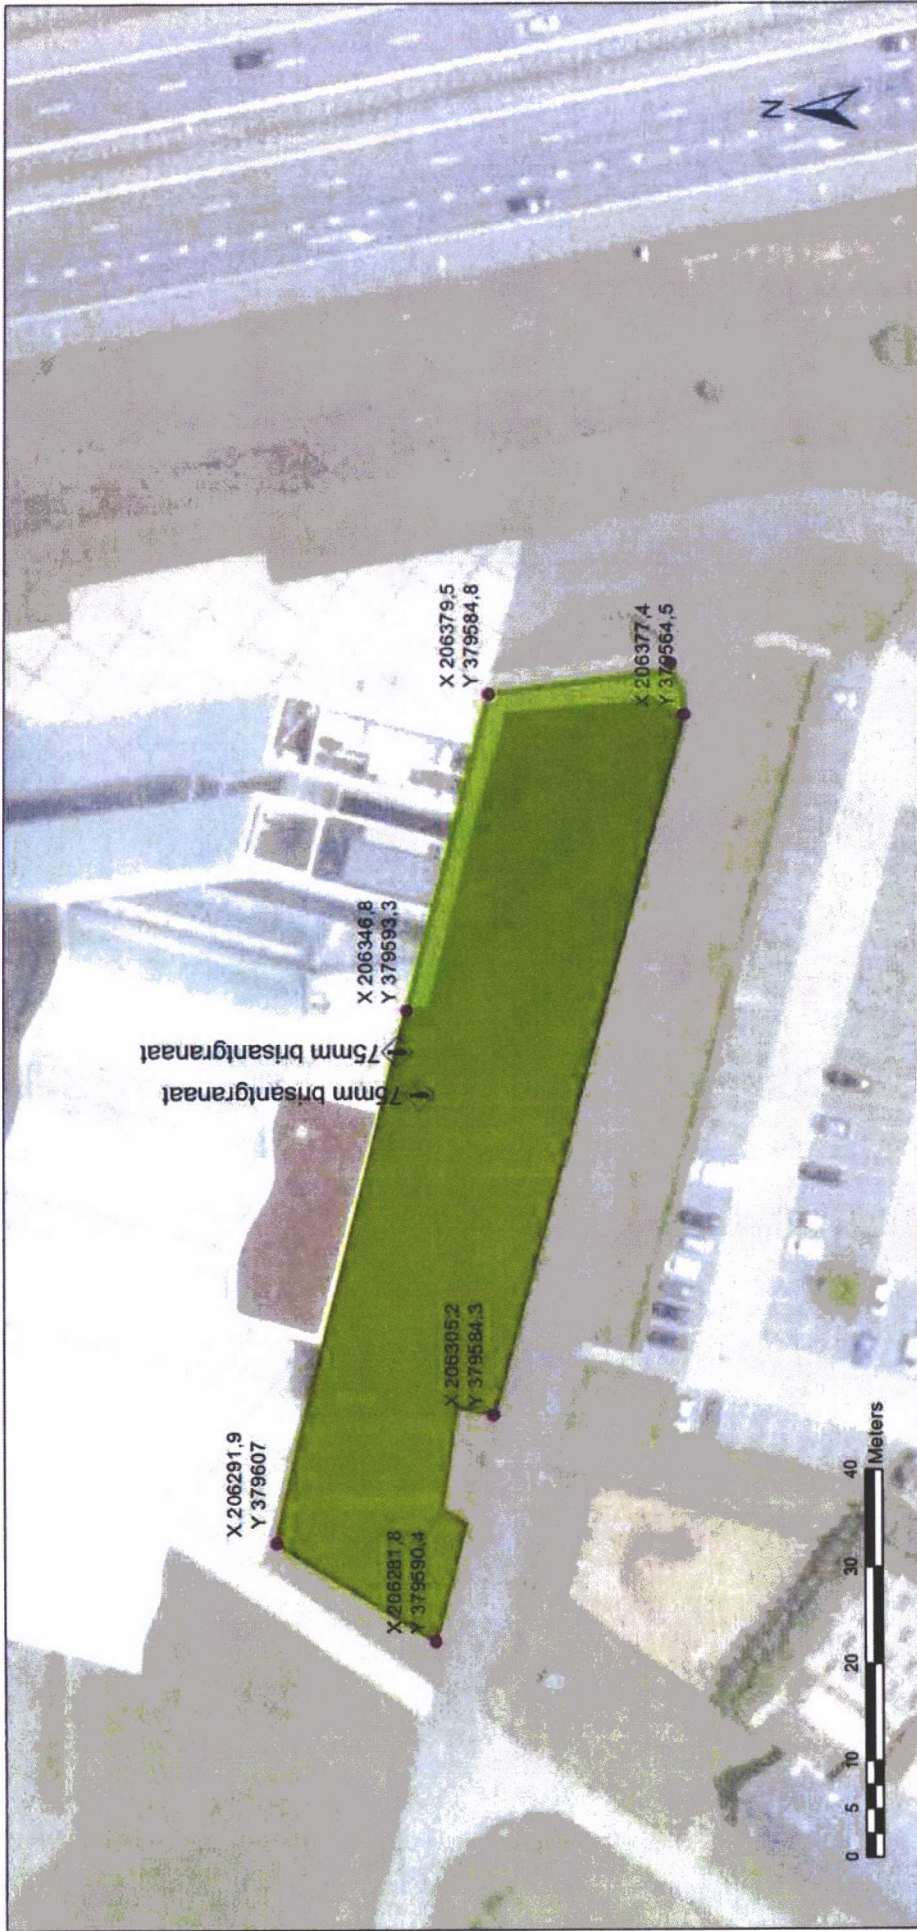 N
X 206379,5
Y 379584,8
X 206377,4
Y 379564,5
X 206346,8
Y 379593,3
75mm brisantgranaat
75mm brisantgranaat
X 206305,2
Y 379584,3
X 206291,9
Y 379607
X 206281,8
Y 379590,4
0 5 10 20 30 40
Meters